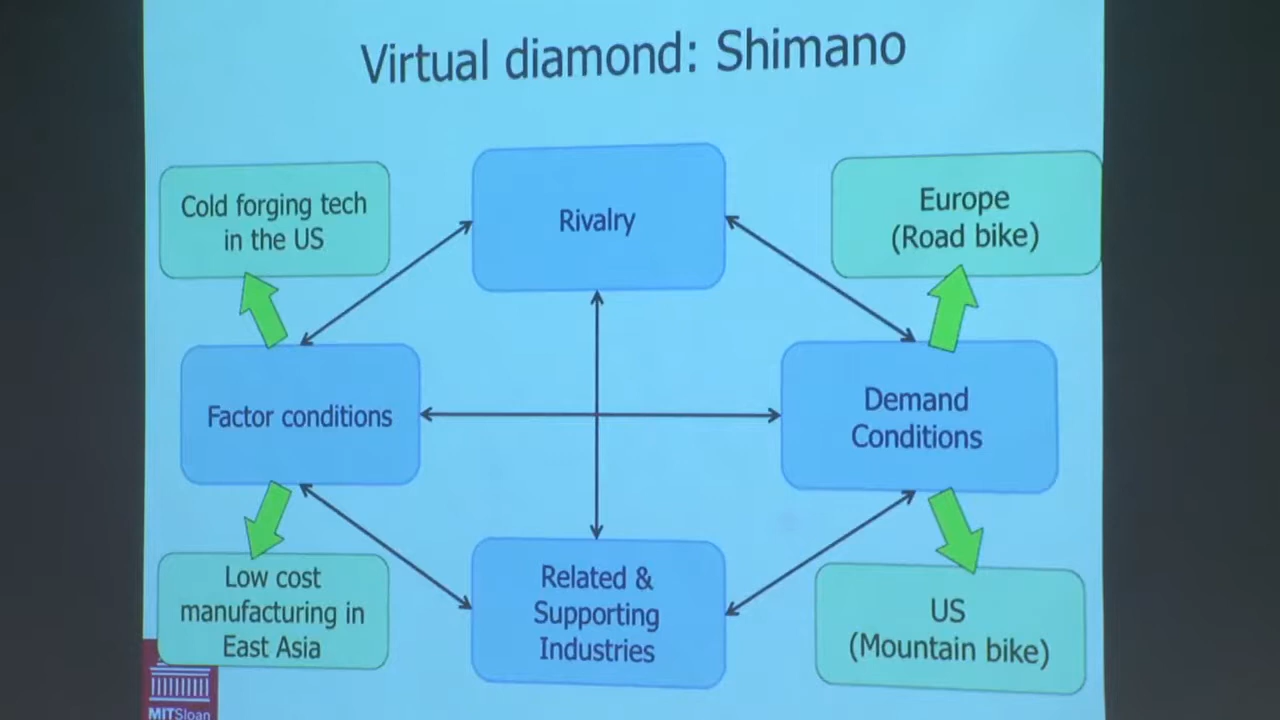 Virtual diamond: Shimano
Cold forging tech
in the US
Rivalry
Europe
(Road bike)
Factor conditions
Demand
Conditions
Low cost
manufacturing in
East Asia
Related &
Supporting
Industries
US
(Mountain bike)
MITSloan